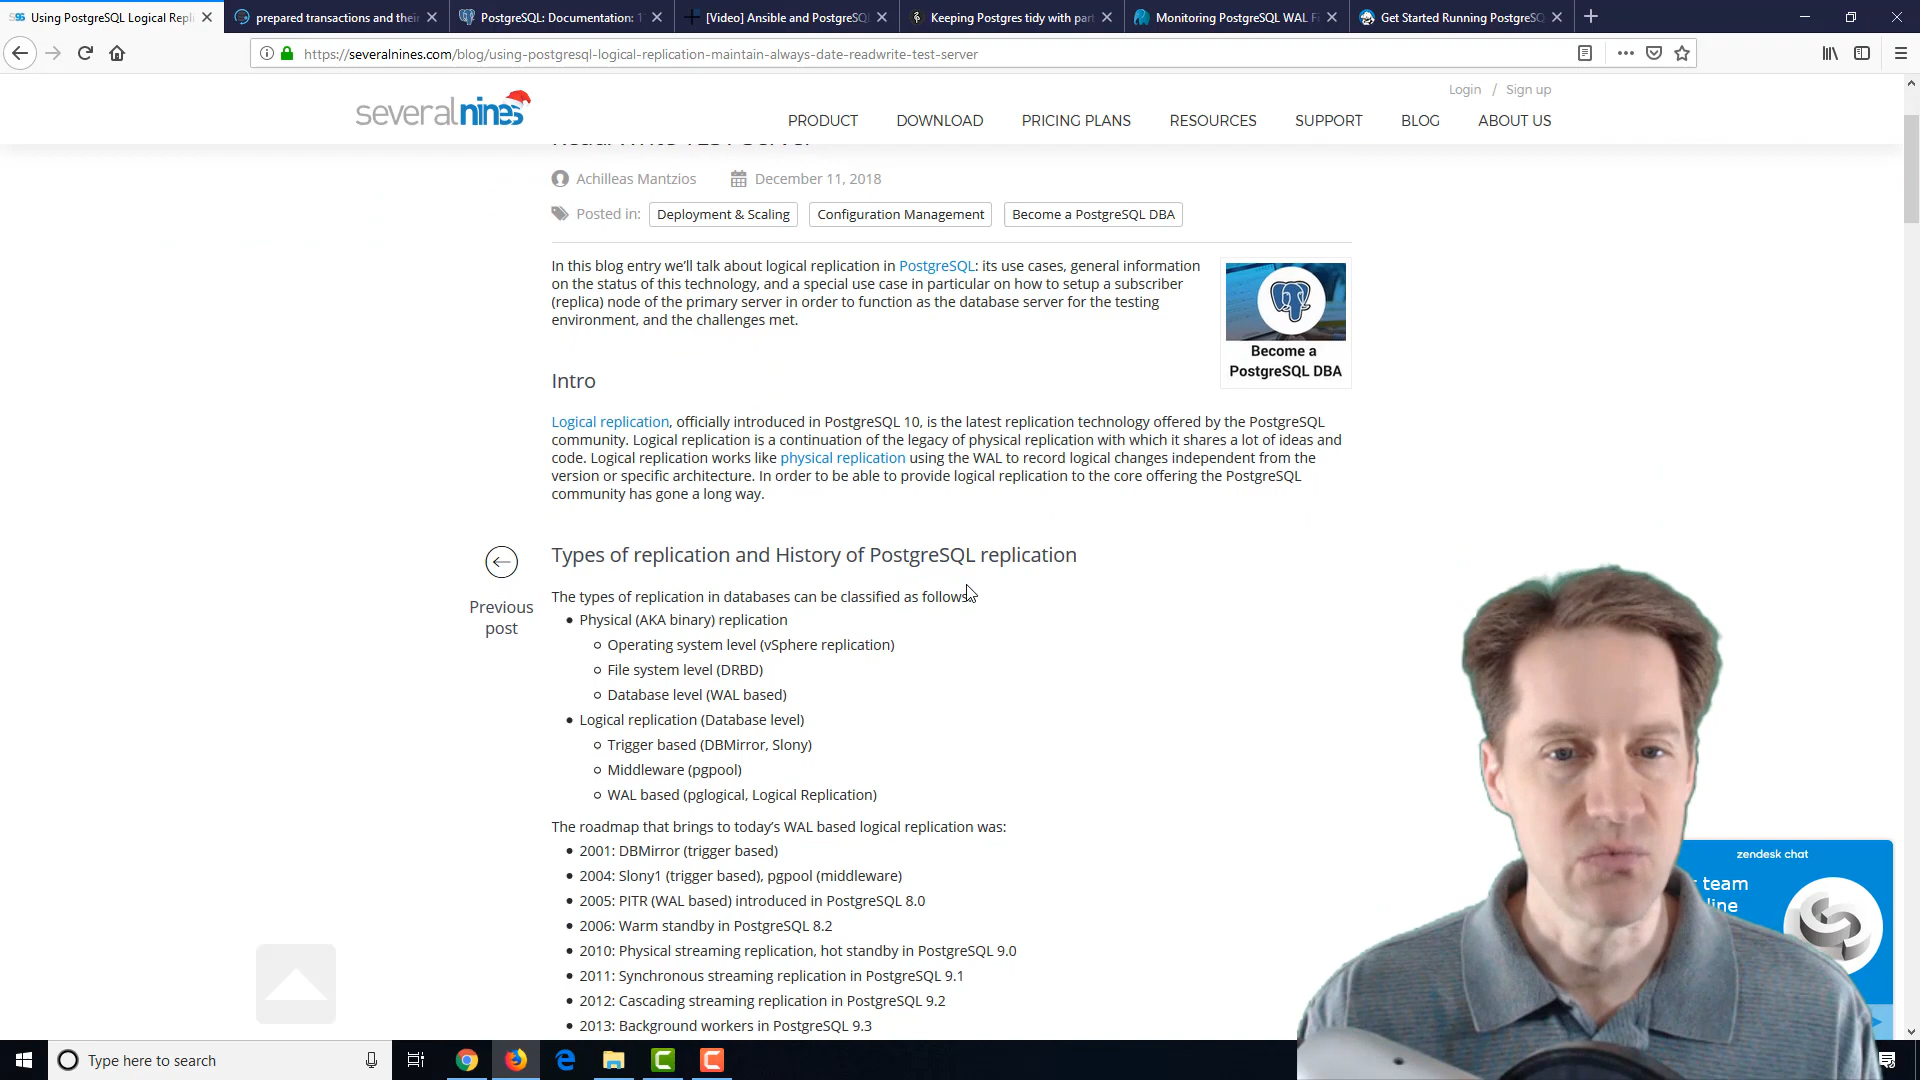 Using PostgreSQL Logical Repli
prepared transactions and their
PostgreSQL: Documentation: 1
[Video] Ansible and PostgreSQL
Keeping Postgres tidy with part
Monitoring PostgreSQL WAL F
Get Started Running PostgreSQ
https://severalnines.com/blog/using-postgresql-logical-replication-maintain-always-date-readwrite-test-server
Login / Sign up
severalnines
PRODUCT DOWNLOAD PRICING PLANS RESOURCES SUPPORT BLOG ABOUT US
Achilleas Mantzios December 11, 2018
Posted in: Deployment & Scaling Configuration Management Become a PostgreSQL DBA
In this blog entry we'll talk about logical replication in PostgreSQL: its use cases, general information
on the status of this technology, and a special use case in particular on how to setup a subscriber
(replica) node of the primary server in order to function as the database server for the testing
environment, and the challenges met.
Become a
PostgreSQL DBA
Intro
Logical replication, officially introduced in PostgreSQL 10, is the latest replication technology offered by the PostgreSQL
community. Logical replication is a continuation of the legacy of physical replication with which it shares a lot of ideas and
code. Logical replication works like physical replication using the WAL to record logical changes independent from the
version or specific architecture. In order to be able to provide logical replication to the core offering the PostgreSQL
community has gone a long way.
Previous
post
Types of replication and History of PostgreSQL replication
The types of replication in databases can be classified as follows
• Physical (AKA binary) replication
Operating system level (vSphere replication)
File system level (DRBD)
Database level (WAL based)
• Logical replication (Database level)
Trigger based (DBMirror, Slony)
Middleware (pgpool)
WAL based (pglogical, Logical Replication)
The roadmap that brings to today's WAL based logical replication was:
• 2001: DBMirror (trigger based)
• 2004: Slony1 (trigger based), pgpool (middleware)
• 2005: PITR (WAL based) introduced in PostgreSQL 8.0
• 2006: Warm standby in PostgreSQL 8.2
• 2010: Physical streaming replication, hot standby in PostgreSQL 9.0
• 2011: Synchronous streaming replication in PostgreSQL 9.1
• 2012: Cascading streaming replication in PostgreSQL 9.2
• 2013: Background workers in PostgreSQL 9.3
zendesk chat
team
line
Type here to search